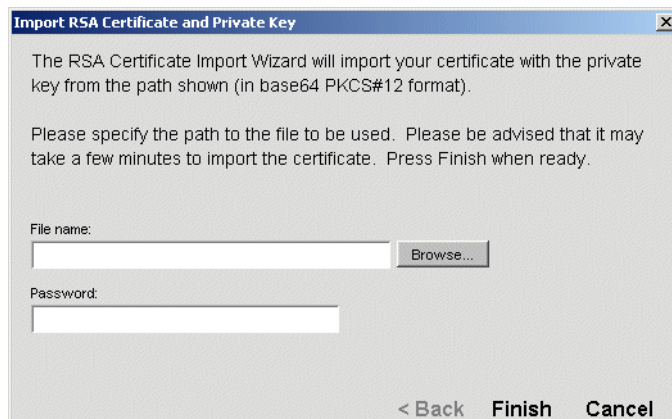 Import RSA Certificate and Private Key
The RSA Certificate Import Wizard will import your certificate with the private
key from the path shown (in base64 PKCS#12 format).
Please specify the path to the file to be used.  Please be advised that it may
take a few minutes to import the certificate.  Press Finish when ready.
File name:
Browse...
Password:
< Back Finish Cancel